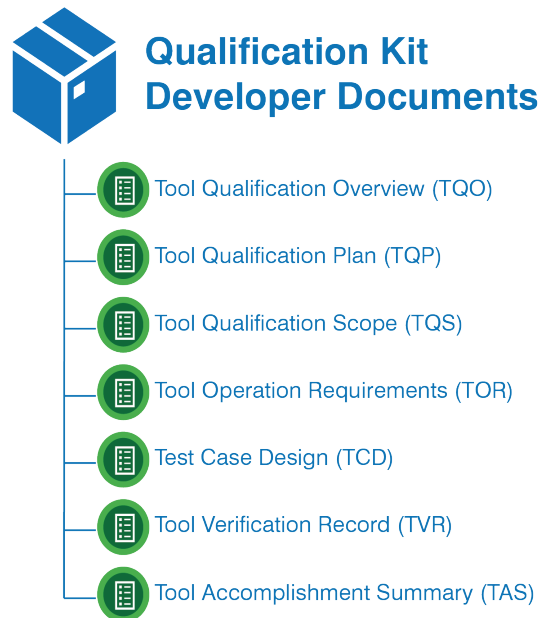 Qualification Kit
Developer Documents
Tool Qualification Overview (TQO)
Tool Qualification Plan (TQP)
Tool Qualification Scope (TQS)
Tool Operation Requirements (TOR)
Test Case Design (TCD)
Tool Verification Record (TVR)
Tool Accomplishment Summary (TAS)